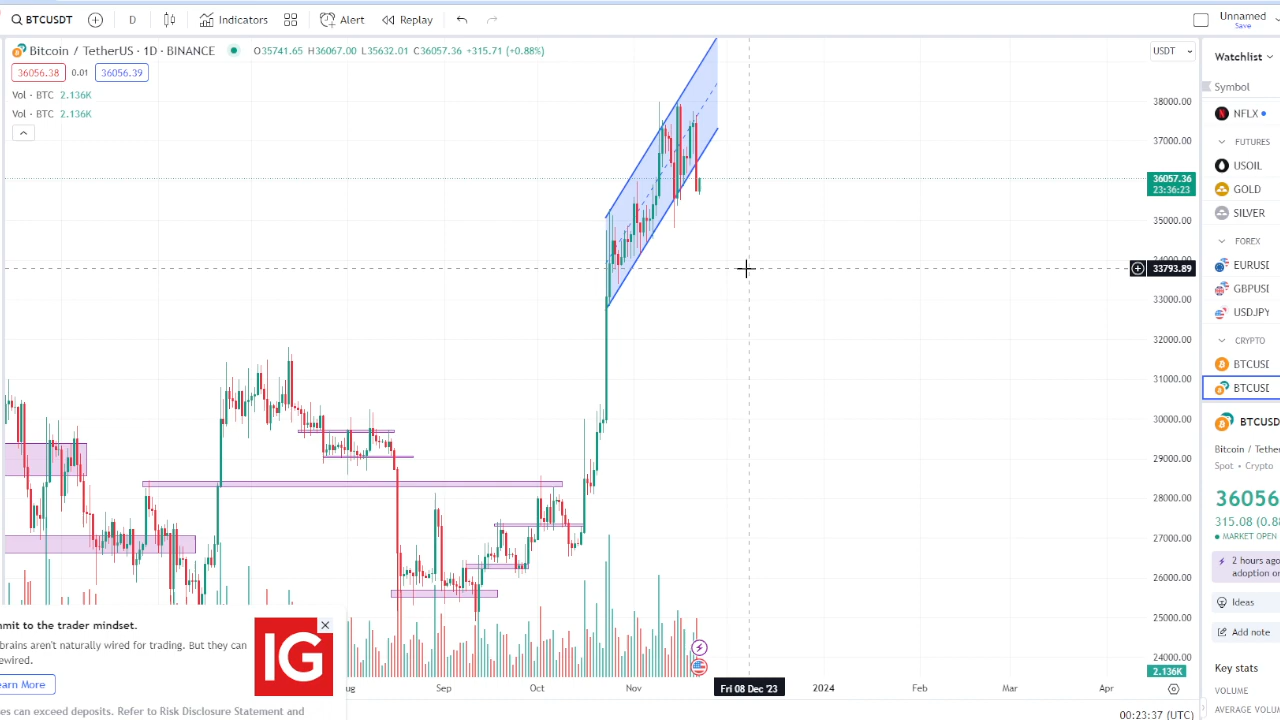 BTCUSDT
D
Indicators
Alert
Replay
Unnamed
Save
Bitcoin / TetherUS · 1D · BINANCE
O35741.65 H36067.00 L35632.01 C36057.36 +315.71 (+0.88%)
36056.38 0.01 36056.39
Vol · BTC 2.136K
Vol · BTC 2.136K
USDT
38000.00
37000.00
36057.36
23:36:23
35000.00
33793.89
33000.00
32000.00
31000.00
30000.00
29000.00
28000.00
27000.00
26000.00
25000.00
24000.00
2.136K
Sep
Oct
Nov
Fri 08 Dec '23
2024
Feb
Mar
Apr
00:23:37 (UTC)
Watchlist
Symbol
NFLX
FUTURES
USOIL
GOLD
SILVER
FOREX
EURUSI
GBPUSI
USDJPY
CRYPTO
BTCUSI
BTCUSI
BTCUSD
Bitcoin / Tethe
Spot • Crypto
36056
315.08 (0.8
MARKET OPEN
2 hours ago
adoption or
Ideas
Add note
Key stats
VOLUME
AVERAGE VOLU
mmit to the trader mindset.
brains aren't naturally wired for trading. But they can
ewired.
earn More
IG
es can exceed deposits. Refer to Risk Disclosure Statement and